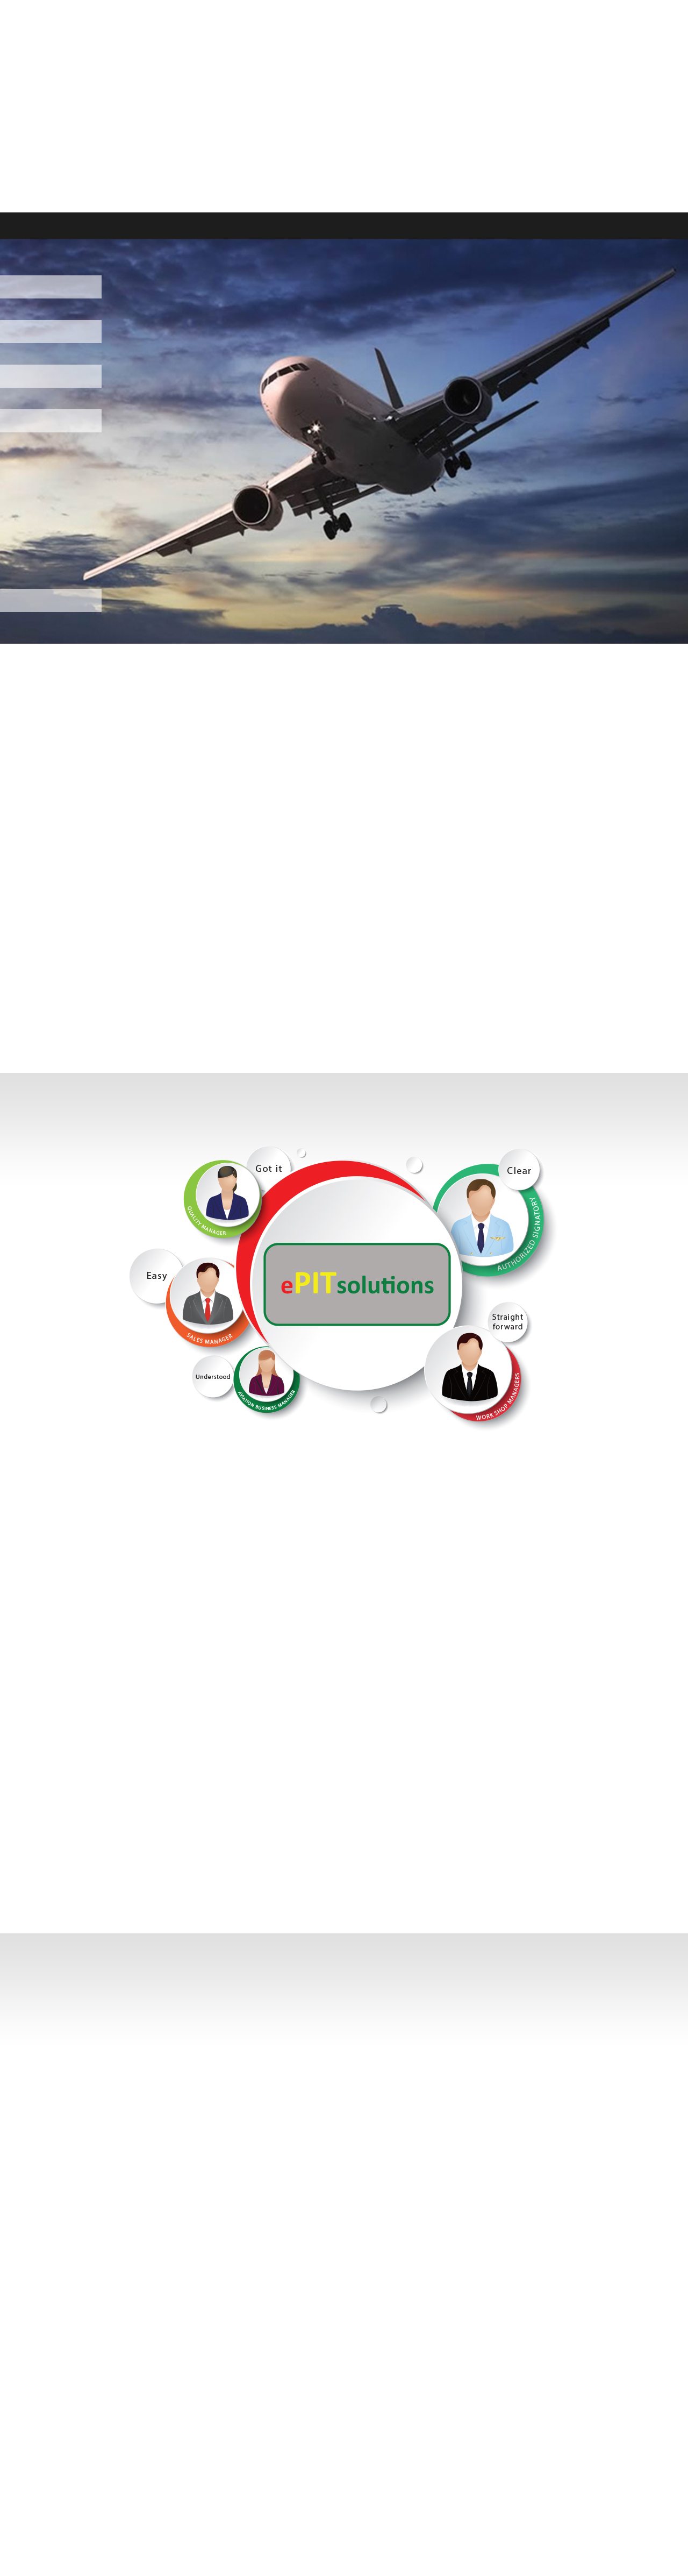 Got it
Clear
QUALITY MANAGER
AUTHORIZED SIGNATORY
Easy
ePITsolutions
SALES MANAGER
Straight
forward
Understood
AVIATION BUSINESS MANAGER
WORK SHOP MANAGERS